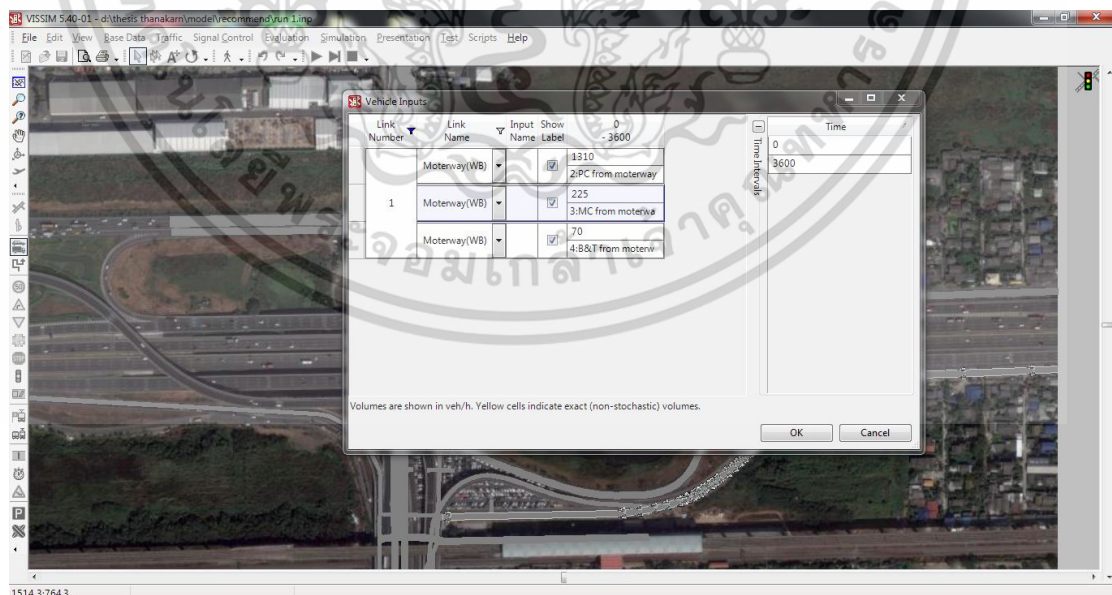 VISSIM 5.40-01 - d:\thesis thanakarn\model\recommend\run 1.inp
File Edit View Base Data Traffic Signal Control Evaluation Simulation Presentation Test Scripts Help
Vehicle Inputs
Link Number Link Name Input Name Show Label 0 - 3600
Moterway(WB) 1310
2:PC from moterway
1 Moterway(WB) 225
3:MC from moterwa
Moterway(WB) 70
4:B&T from moterw
Time Intervals
Time
0
3600
Volumes are shown in veh/h. Yellow cells indicate exact (non-stochastic) volumes.
OK Cancel
1514.3:764.3